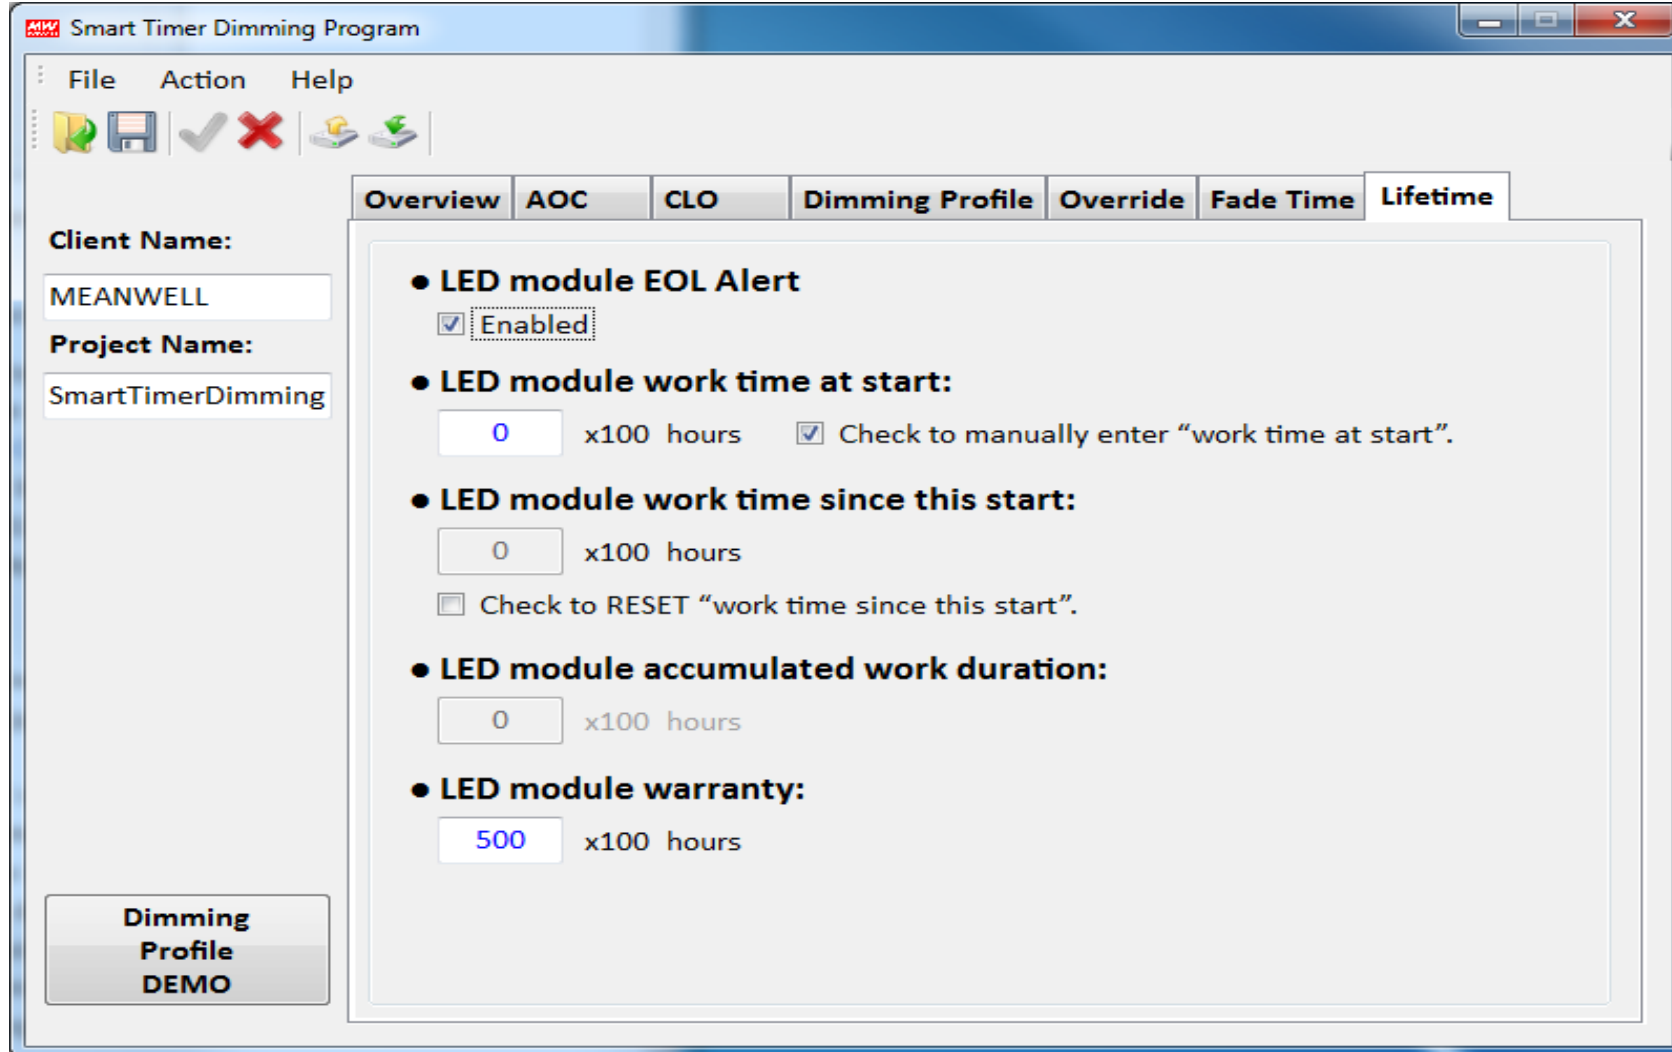 MW Smart Timer Dimming Program
File Action Help
Overview AOC CLO Dimming Profile Override Fade Time Lifetime
Client Name:
MEANWELL
Project Name:
SmartTimerDimming
Dimming
Profile
DEMO
● LED module EOL Alert
Enabled
● LED module work time at start:
0 x100 hours Check to manually enter “work time at start”.
● LED module work time since this start:
0 x100 hours
Check to RESET “work time since this start”.
● LED module accumulated work duration:
0 x100 hours
● LED module warranty:
500 x100 hours